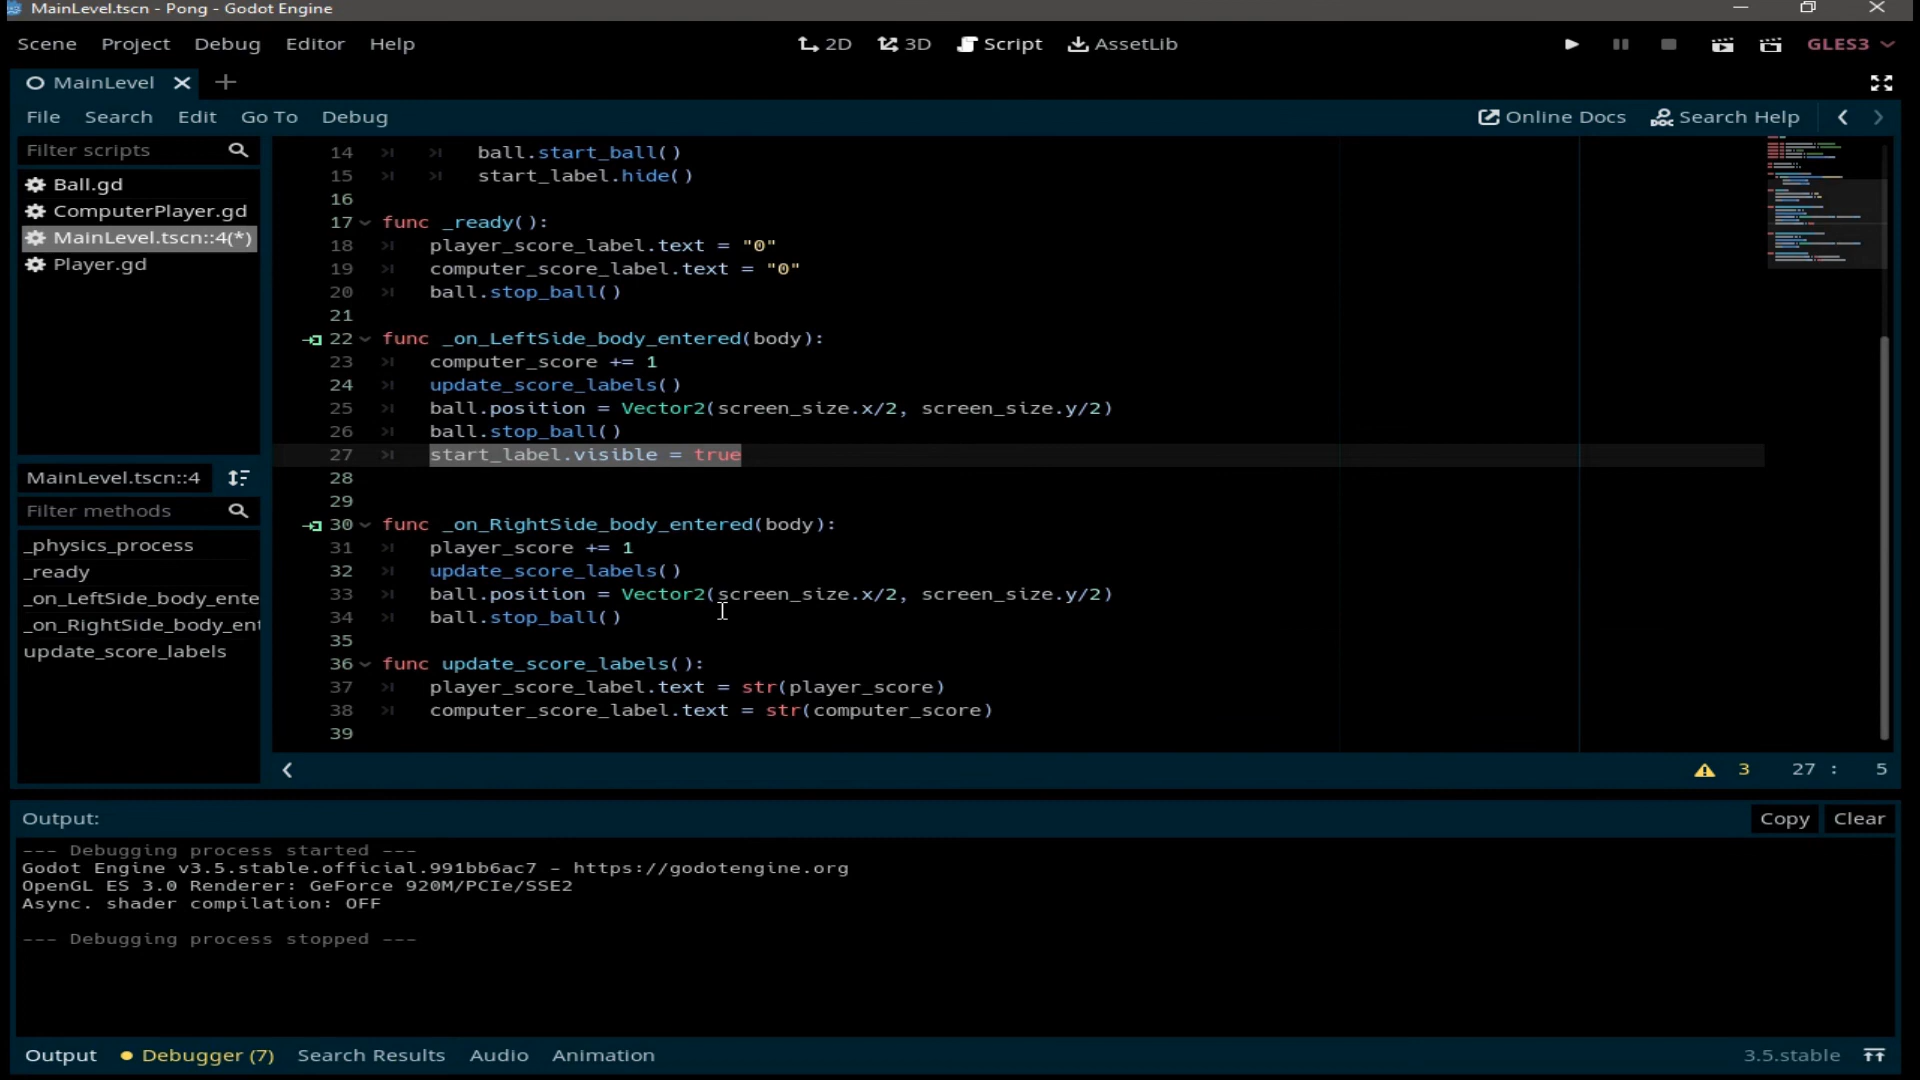 MainLevel.tscn - Pong - Godot Engine
Scene Project Debug Editor Help 2D 3D Script AssetLib GLES3
MainLevel
File Search Edit Go To Debug Online Docs Search Help
Filter scripts
Ball.gd
ComputerPlayer.gd
MainLevel.tscn::4(*)
Player.gd
MainLevel.tscn::4
Filter methods
_physics_process
_ready
_on_LeftSide_body_ente
_on_RightSide_body_ent
update_score_labels
14 ball.start_ball()
15 start_label.hide()
16
17 func _ready():
18 player_score_label.text = "0"
19 computer_score_label.text = "0"
20 ball.stop_ball()
21
22 func _on_LeftSide_body_entered(body):
23 computer_score += 1
24 update_score_labels()
25 ball.position = Vector2(screen_size.x/2, screen_size.y/2)
26 ball.stop_ball()
27 start_label.visible = true
28
29
30 func _on_RightSide_body_entered(body):
31 player_score += 1
32 update_score_labels()
33 ball.position = Vector2(screen_size.x/2, screen_size.y/2)
34 ball.stop_ball()
35
36 func update_score_labels():
37 player_score_label.text = str(player_score)
38 computer_score_label.text = str(computer_score)
39
3 27 : 5
Output: Copy Clear
--- Debugging process started ---
Godot Engine v3.5.stable.official.991bb6ac7 - https://godotengine.org
OpenGL ES 3.0 Renderer: GeForce 920M/PCIe/SSE2
Async. shader compilation: OFF
--- Debugging process stopped ---
Output Debugger (7) Search Results Audio Animation 3.5.stable